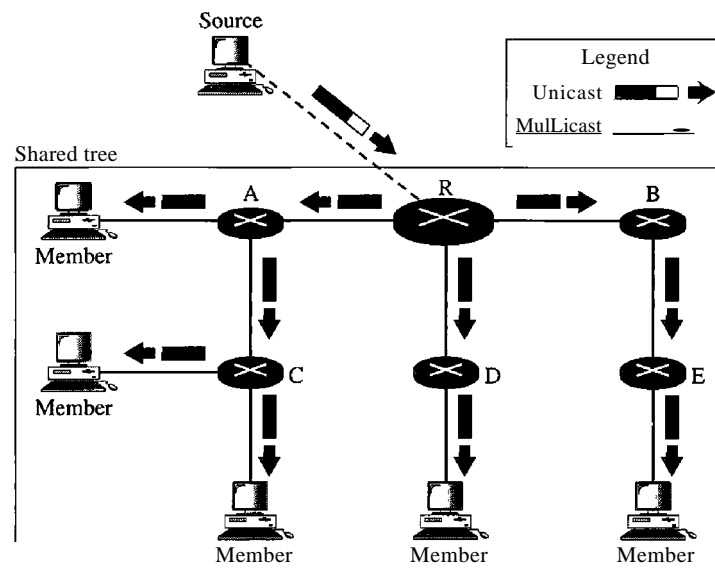 Source
Legend
Unicast
MulLicast
Shared tree
A
R
B
Member
Member
C
D
E
Member
Member
Member